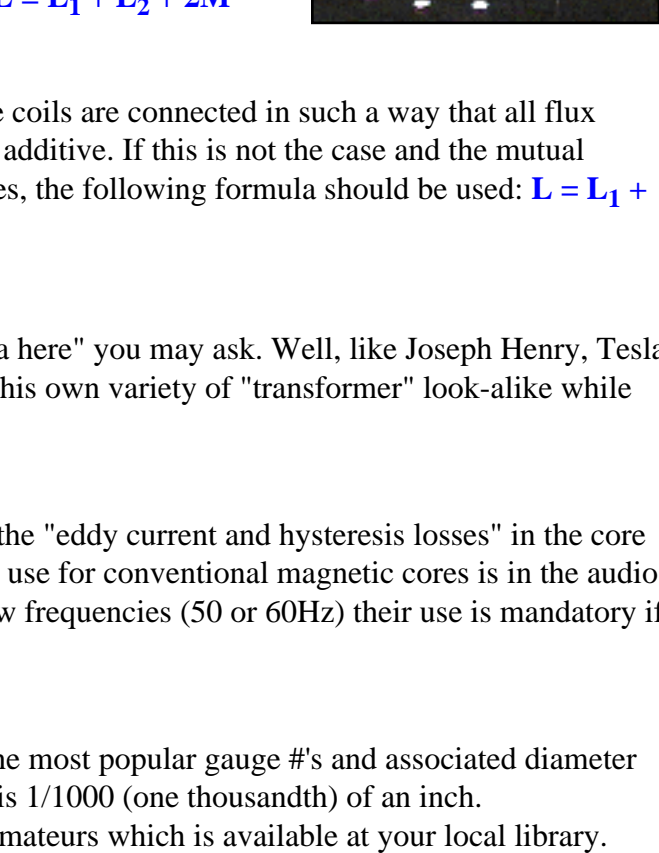 L = L1 + L2 + 2M
e coils are connected in such a way that all flux
additive. If this is not the case and the mutual
es, the following formula should be used: L = L1 +
a here" you may ask. Well, like Joseph Henry, Tesla
his own variety of "transformer" look-alike while
the "eddy current and hysteresis losses" in the core
use for conventional magnetic cores is in the audio
w frequencies (50 or 60Hz) their use is mandatory if
he most popular gauge #'s and associated diameter
is 1/1000 (one thousandth) of an inch.
mateurs which is available at your local library.